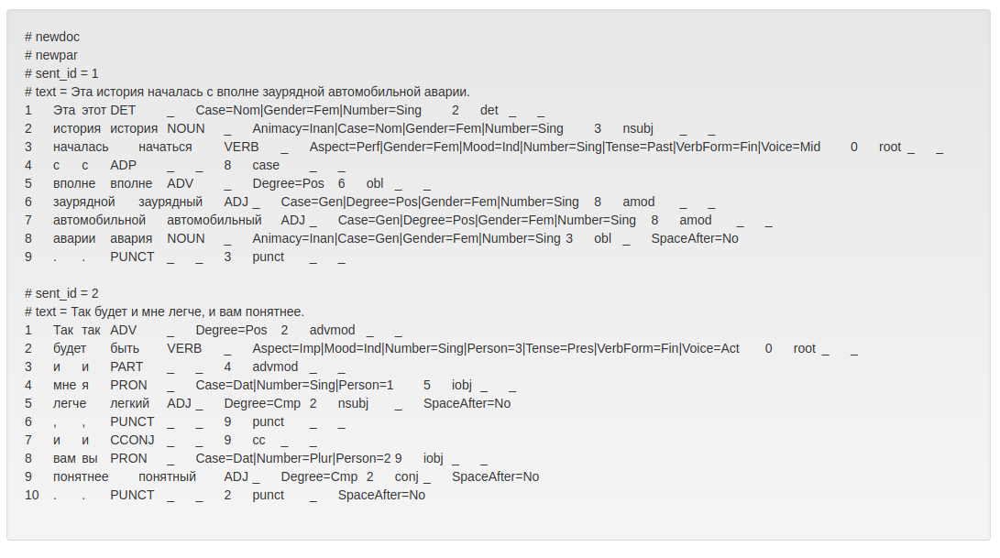 # newdoc
# newpar
# sent_id = 1
# text = Эта история началась с вполне заурядной автомобильной аварии.
1 Эта этот DET _ Case=Nom|Gender=Fem|Number=Sing 2 det _ _
2 история история NOUN _ Animacy=Inan|Case=Nom|Gender=Fem|Number=Sing 3 nsubj _ _
3 началась начаться VERB _ Aspect=Perf|Gender=Fem|Mood=Ind|Number=Sing|Tense=Past|VerbForm=Fin|Voice=Mid 0 root _ _
4 с с ADP _ _ 8 case _ _
5 вполне вполне ADV _ Degree=Pos 6 obl _ _
6 заурядной заурядный ADJ _ Case=Gen|Degree=Pos|Gender=Fem|Number=Sing 8 amod _ _
7 автомобильной автомобильный ADJ _ Case=Gen|Degree=Pos|Gender=Fem|Number=Sing 8 amod _ _
8 аварии авария NOUN _ Animacy=Inan|Case=Gen|Gender=Fem|Number=Sing 3 obl _ SpaceAfter=No
9 . . PUNCT _ _ 3 punct _ _
# sent_id = 2
# text = Так будет и мне легче, и вам понятнее.
1 Так так ADV _ Degree=Pos 2 advmod _ _
2 будет быть VERB _ Aspect=Imp|Mood=Ind|Number=Sing|Person=3|Tense=Pres|VerbForm=Fin|Voice=Act 0 root _ _
3 и и PART _ _ 4 advmod _ _
4 мне я PRON _ Case=Dat|Number=Sing|Person=1 5 iobj _ _
5 легче легкий ADJ _ Degree=Cmp 2 nsubj _ SpaceAfter=No
6 , , PUNCT _ _ 9 punct _ _
7 и и CCONJ _ _ 9 cc _ _
8 вам вы PRON _ Case=Dat|Number=Plur|Person=2 9 iobj _ _
9 понятнее понятный ADJ _ Degree=Cmp 2 conj _ SpaceAfter=No
10 . . PUNCT _ _ 2 punct _ SpaceAfter=No